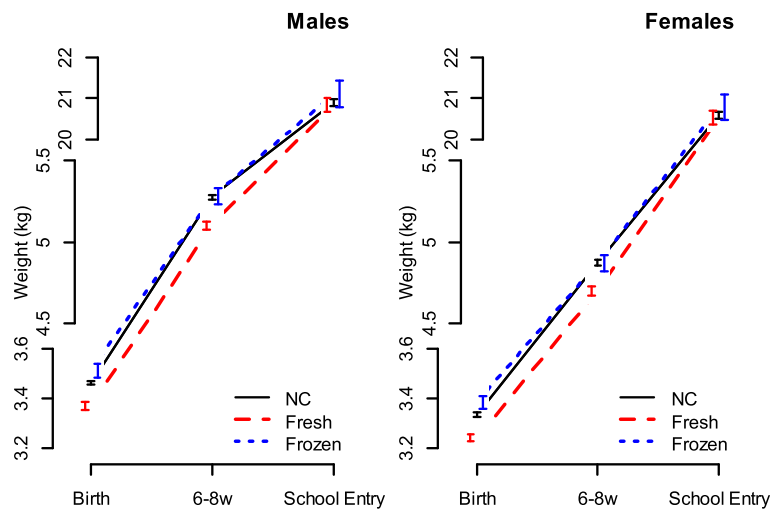 Males
Females
Weight (kg)
22
21
20
5.5
5
4.5
3.6
3.4
3.2
NC
Fresh
Frozen
Birth
6-8w
School Entry
Weight (kg)
22
21
20
5.5
5
4.5
3.6
3.4
3.2
NC
Fresh
Frozen
Birth
6-8w
School Entry